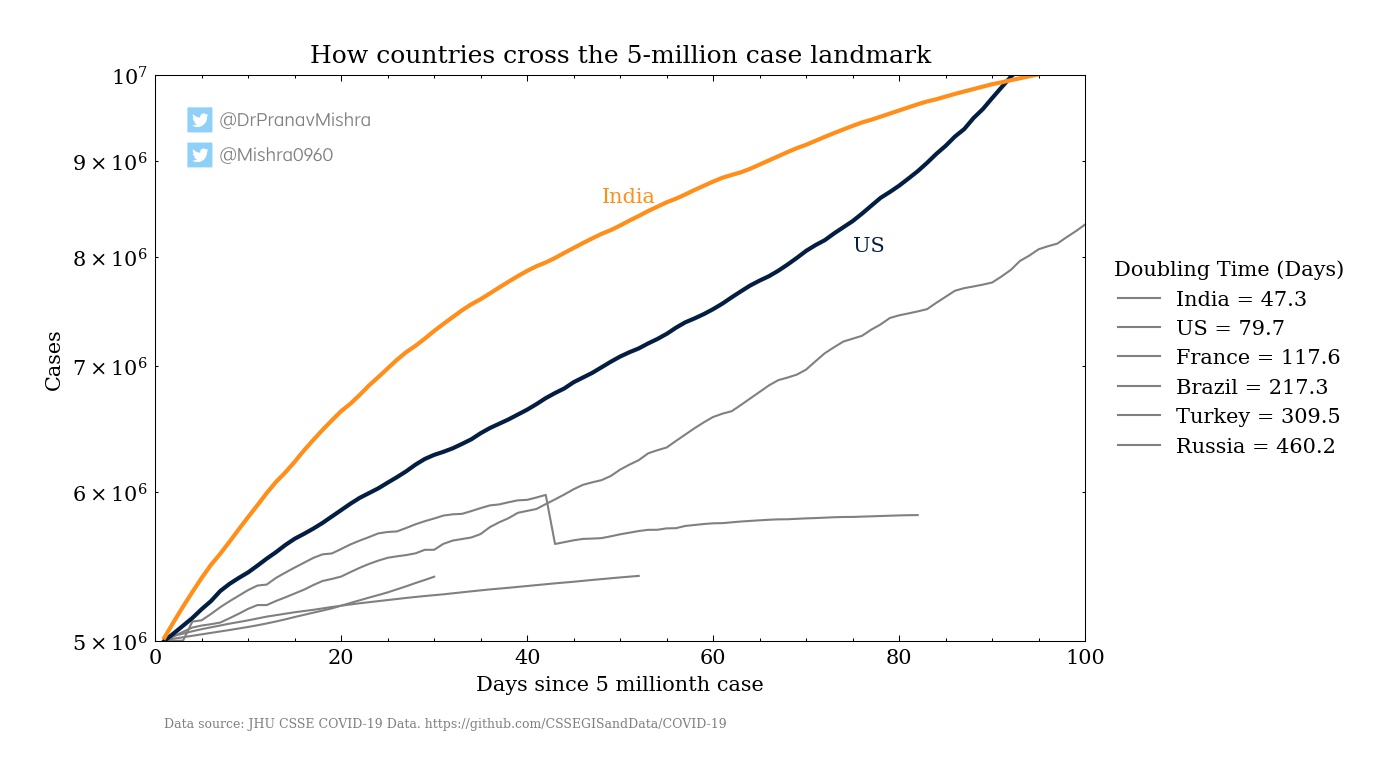 How countries cross the 5-million case landmark
@DrPranavMishra
@Mishra0960
10⁷
9 × 10⁶
8 × 10⁶
7 × 10⁶
6 × 10⁶
5 × 10⁶
Cases
India
US
0 20 40 60 80 100
Days since 5 millionth case
Doubling Time (Days)
India = 47.3
US = 79.7
France = 117.6
Brazil = 217.3
Turkey = 309.5
Russia = 460.2
Data source: JHU CSSE COVID-19 Data. https://github.com/CSSEGISandData/COVID-19